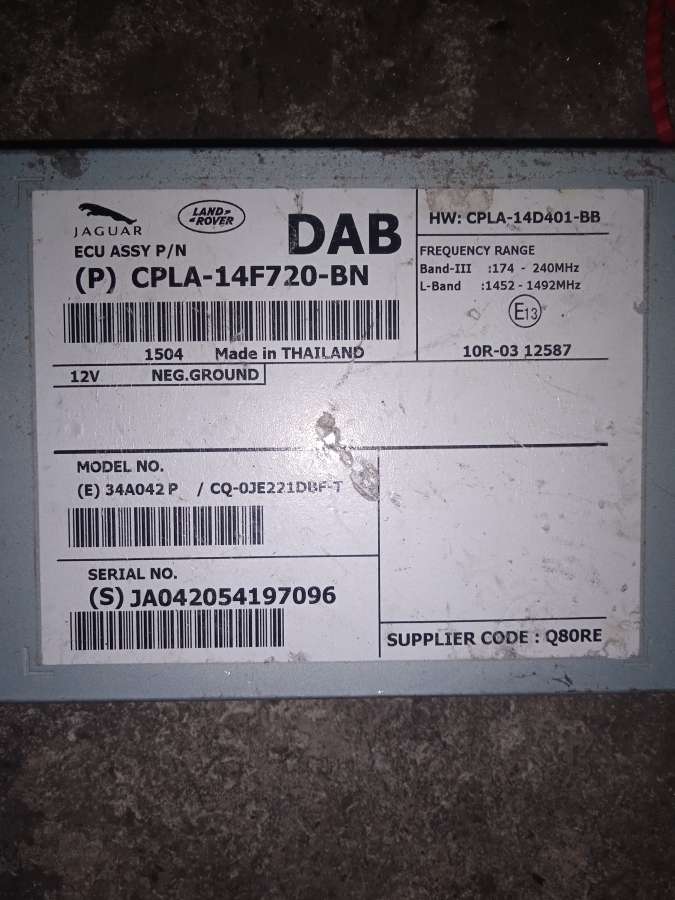 JAGUAR
LAND ROVER
DAB
ECU ASSY P/N
(P) CPLA-14F720-BN
1504 Made in THAILAND
HW: CPLA-14D401-BB
FREQUENCY RANGE
Band-III :174 - 240MHz
L-Band :1452 - 1492MHz
E13
10R-03 12587
12V NEG.GROUND
MODEL NO.
(E) 34A042 P / CQ-0JE221DBF-T
SERIAL NO.
(S) JA042054197096
SUPPLIER CODE : Q80RE